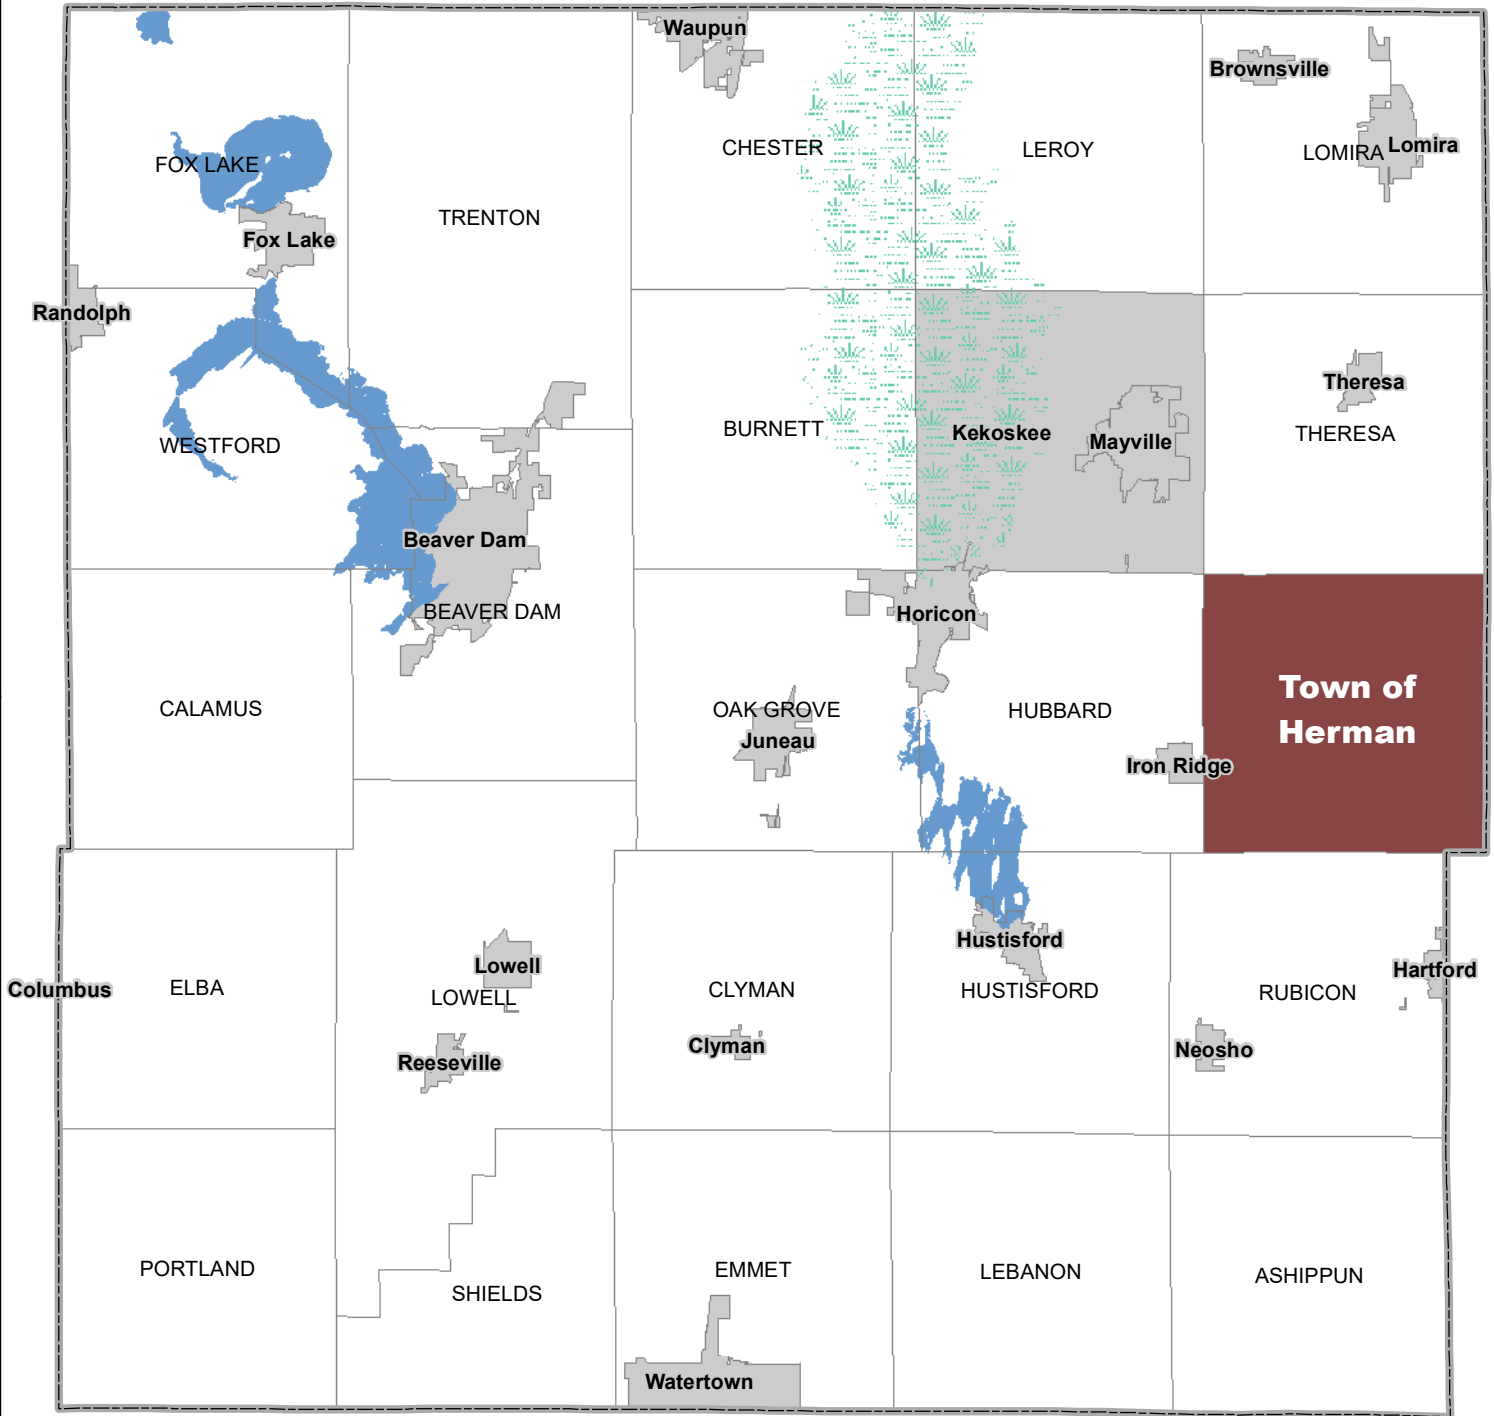 Waupun
Brownsville
CHESTER
LEROY
LOMIRA
Lomira
FOX LAKE
TRENTON
Fox Lake
Randolph
Theresa
BURNETT
Kekoskee
Mayville
THERESA
WESTFORD
Beaver Dam
BEAVER DAM
Horicon
CALAMUS
OAK GROVE
HUBBARD
Town of
Herman
Juneau
Iron Ridge
Hustisford
Lowell
Hartford
Columbus
ELBA
LOWELL
CLYMAN
HUSTISFORD
RUBICON
Clyman
Neosho
Reeseville
PORTLAND
EMMET
LEBANON
ASHIPPUN
SHIELDS
Watertown